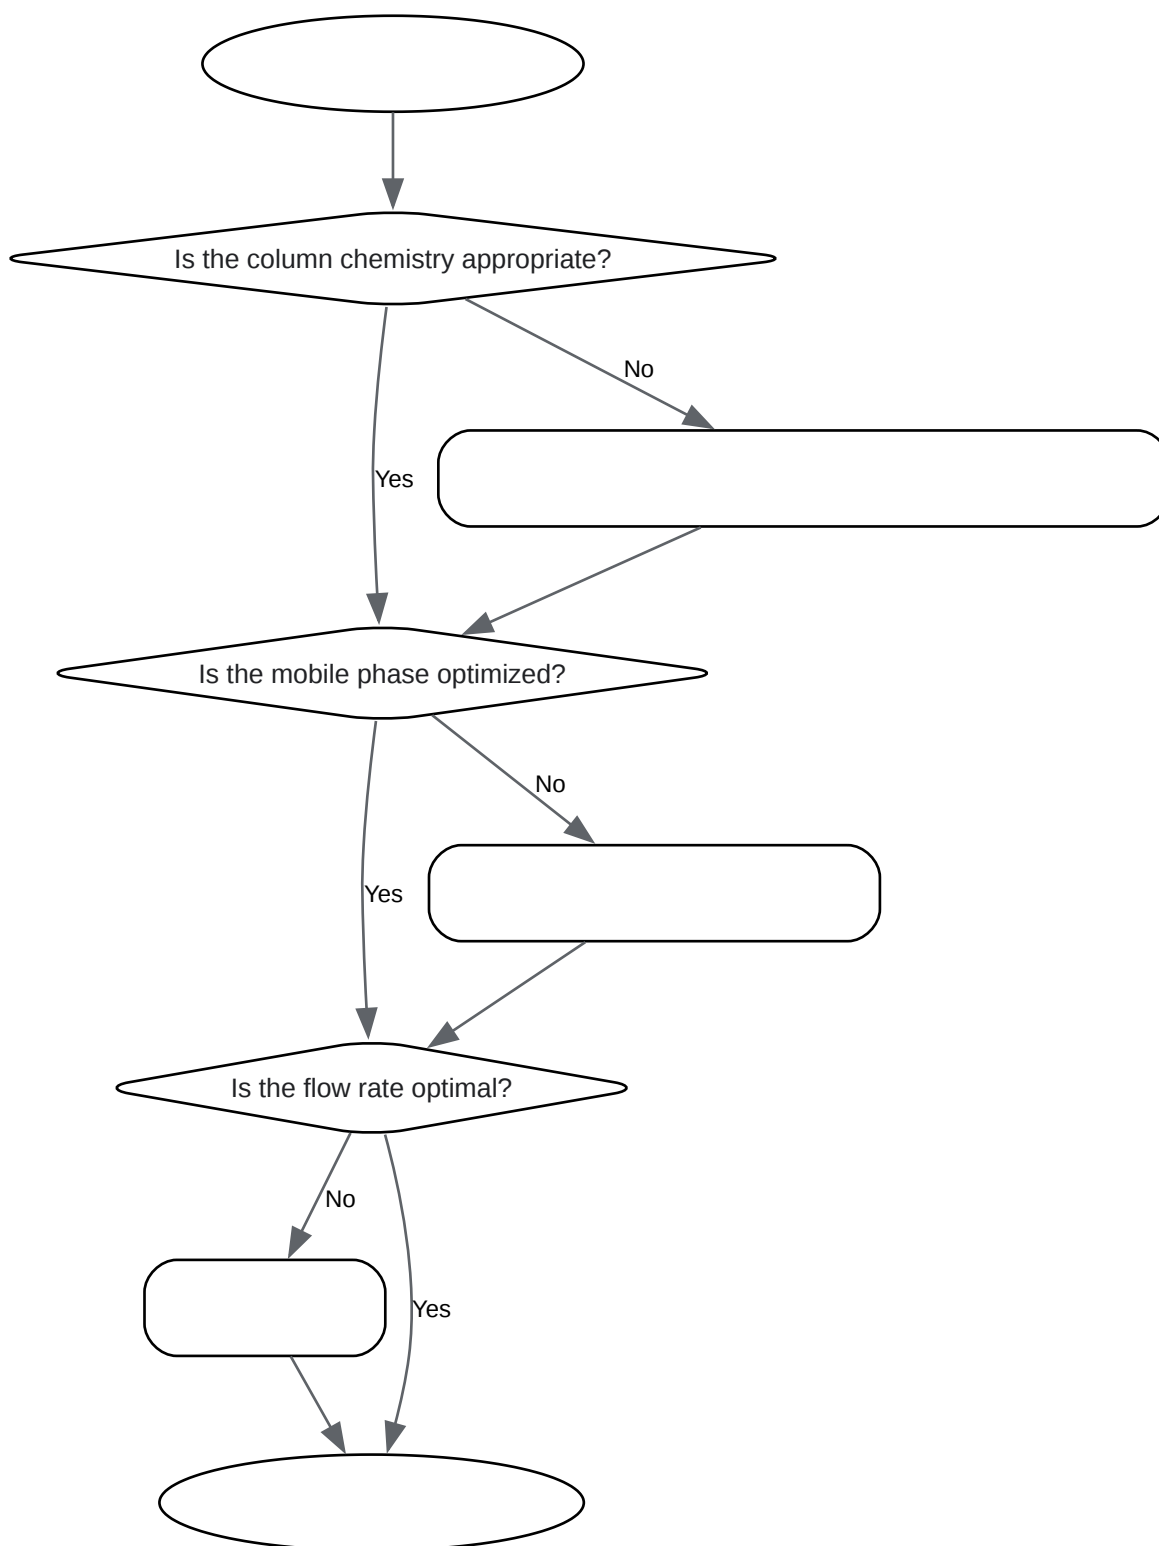 Is the column chemistry appropriate?
No
Yes
Is the mobile phase optimized?
No
Yes
Is the flow rate optimal?
No
Yes